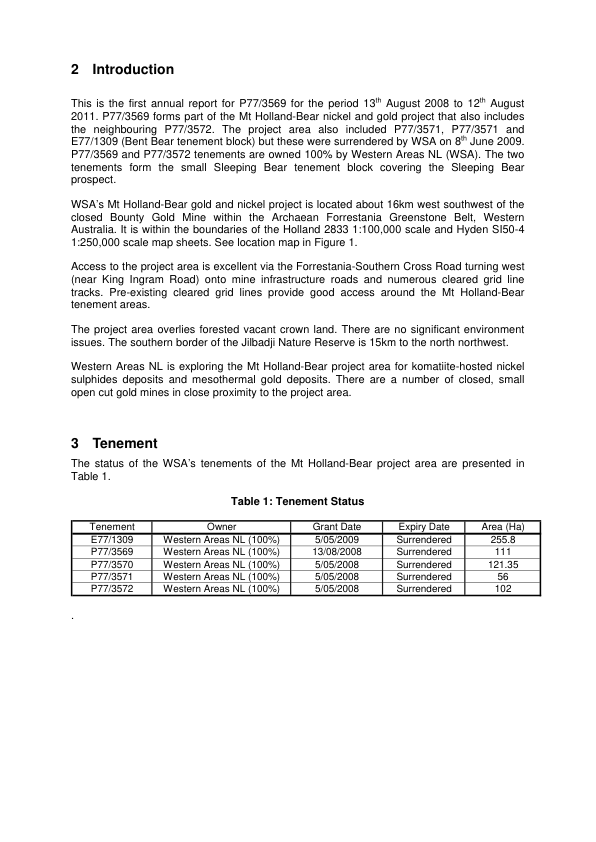 2 Introduction
This is the first annual report for P77/3569 for the period 13th August 2008 to 12th August
2011. P77/3569 forms part of the Mt Holland-Bear nickel and gold project that also includes
the neighbouring P77/3572. The project area also included P77/3571, P77/3571 and
E77/1309 (Bent Bear tenement block) but these were surrendered by WSA on 8th June 2009.
P77/3569 and P77/3572 tenements are owned 100% by Western Areas NL (WSA). The two
tenements form the small Sleeping Bear tenement block covering the Sleeping Bear
prospect.
WSA's Mt Holland-Bear gold and nickel project is located about 16km west southwest of the
closed Bounty Gold Mine within the Archaean Forrestania Greenstone Belt, Western
Australia. It is within the boundaries of the Holland 2833 1:100,000 scale and Hyden SI50-4
1:250,000 scale map sheets. See location map in Figure 1.
Access to the project area is excellent via the Forrestania-Southern Cross Road turning west
(near King Ingram Road) onto mine infrastructure roads and numerous cleared grid line
tracks. Pre-existing cleared grid lines provide good access around the Mt Holland-Bear
tenement areas.
The project area overlies forested vacant crown land. There are no significant environment
issues. The southern border of the Jilbadji Nature Reserve is 15km to the north northwest.
Western Areas NL is exploring the Mt Holland-Bear project area for komatiite-hosted nickel
sulphides deposits and mesothermal gold deposits. There are a number of closed, small
open cut gold mines in close proximity to the project area.
3 Tenement
The status of the WSA's tenements of the Mt Holland-Bear project area are presented in
Table 1.
Table 1: Tenement Status
Tenement Owner Grant Date Expiry Date Area (Ha)
E77/1309 Western Areas NL (100%) 5/05/2009 Surrendered 255.8
P77/3569 Western Areas NL (100%) 13/08/2008 Surrendered 111
P77/3570 Western Areas NL (100%) 5/05/2008 Surrendered 121.35
P77/3571 Western Areas NL (100%) 5/05/2008 Surrendered 56
P77/3572 Western Areas NL (100%) 5/05/2008 Surrendered 102
.